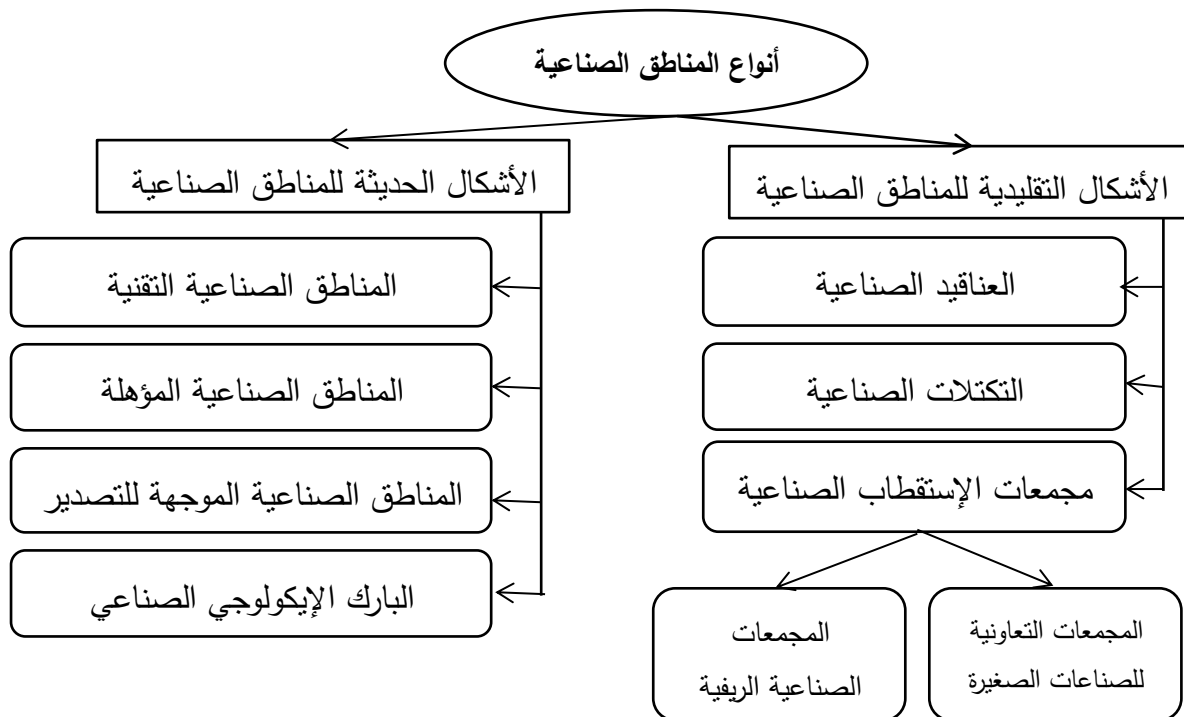 أنواع المناطق الصناعية
الأشكال التقليدية للمناطق الصناعية
العناقيد الصناعية
التكتلات الصناعية
مجمعات الإستقطاب الصناعية
المجمعات التعاونية
للصناعات الصغيرة
المجمعات
الصناعية الريفية
الأشكال الحديثة للمناطق الصناعية
المناطق الصناعية التقنية
المناطق الصناعية المؤهلة
المناطق الصناعية الموجهة للتصدير
البارك الإيكولوجي الصناعي